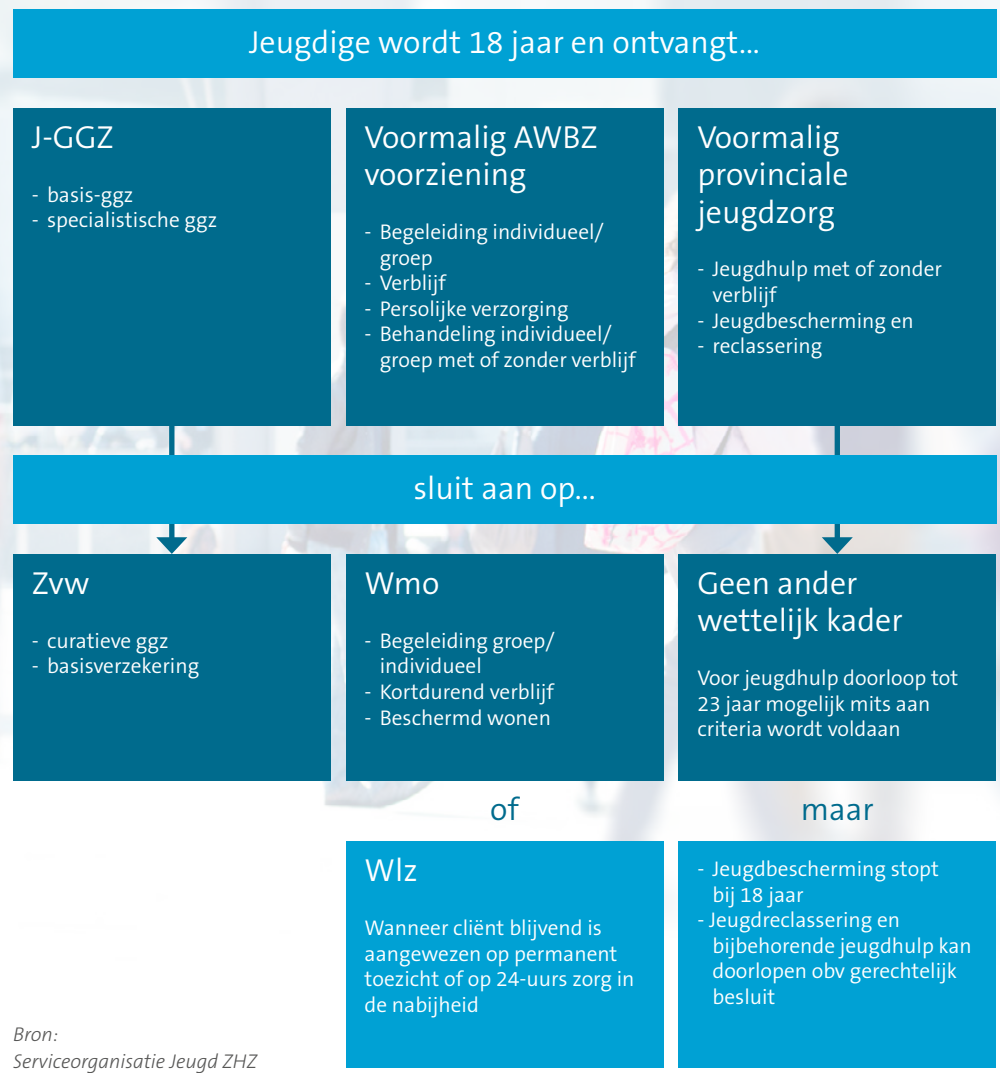 Jeugdige wordt 18 jaar en ontvangt...
J-GGZ
- basis-ggz
- specialistische ggz
Voormalig AWBZ
voorziening
- Begeleiding individueel/
groep
- Verblijf
- Persolijke verzorging
- Behandeling individueel/
groep met of zonder verblijf
Voormalig
provinciale
jeugdzorg
- Jeugdhulp met of zonder
verblijf
- Jeugdbescherming en
- reclassering
sluit aan op...
Zvw
- curatieve ggz
- basisverzekering
Wmo
- Begeleiding groep/
individueel
- Kortdurend verblijf
- Beschermd wonen
Geen ander
wettelijk kader
Voor jeugdhulp doorloop tot
23 jaar mogelijk mits aan
criteria wordt voldaan
of
maar
Wlz
Wanneer cliënt blijvend is
aangewezen op permanent
toezicht of op 24-uurs zorg in
de nabijheid
- Jeugdbescherming stopt
bij 18 jaar
- Jeugdreclassering en
bijbehorende jeugdhulp kan
doorlopen obv gerechtelijk
besluit
Bron:
Serviceorganisatie Jeugd ZHZ